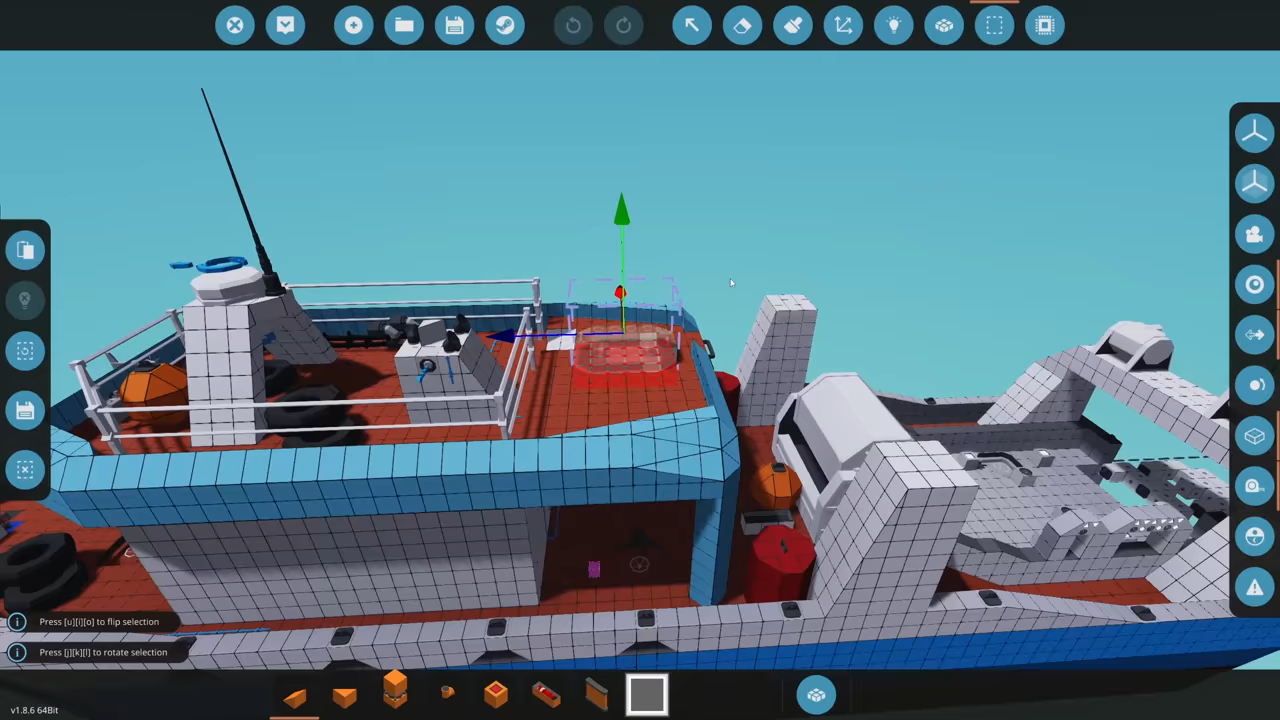 Press [u][i][o] to flip selection
Press [j][k][l] to rotate selection
v1.8.6 64Bit